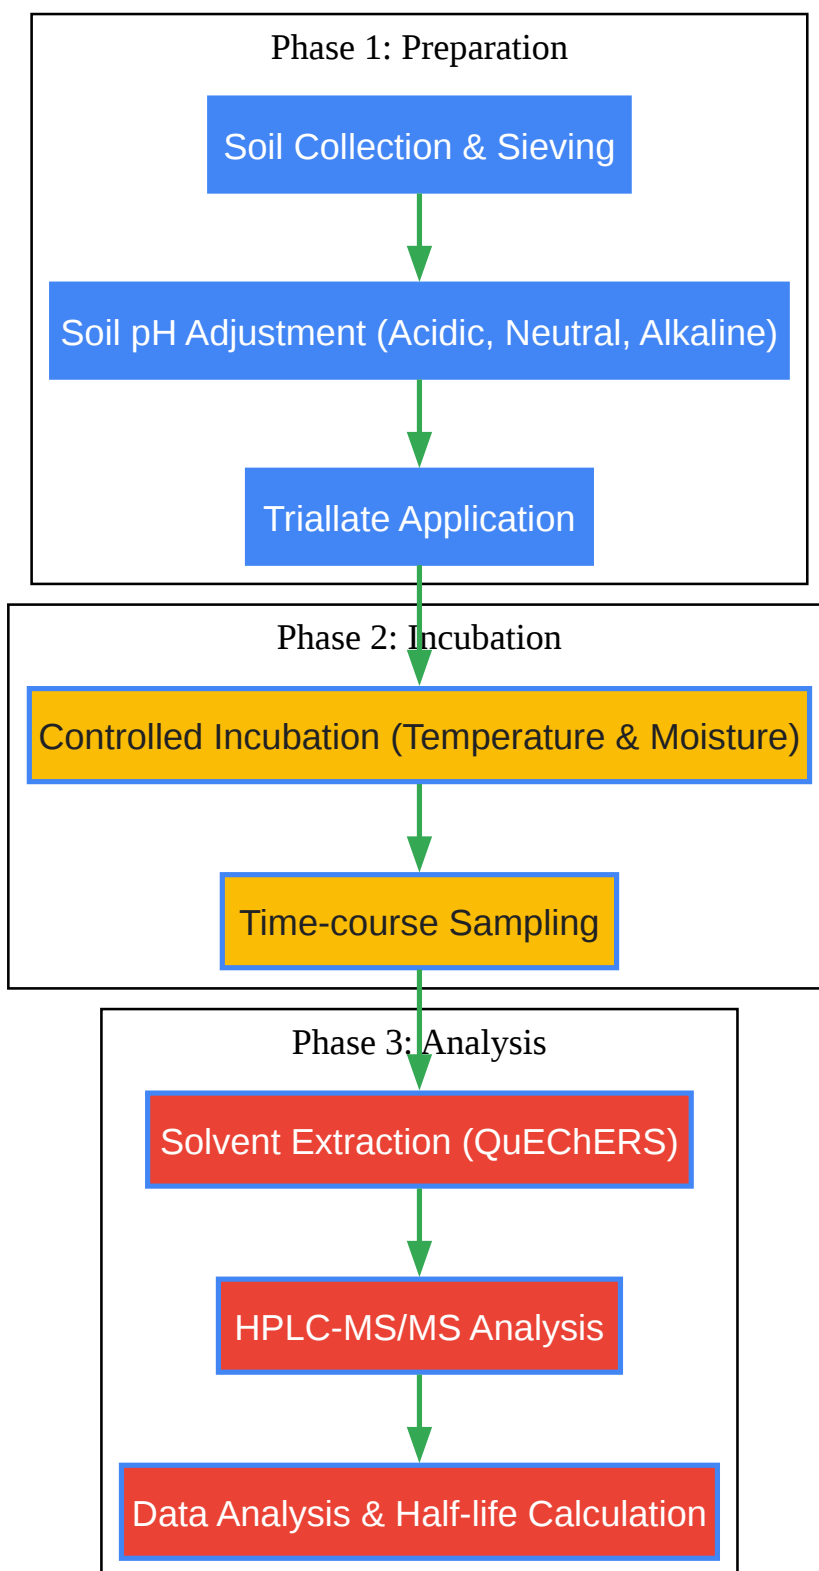 Phase 1: Preparation
Soil Collection & Sieving
Soil pH Adjustment (Acidic, Neutral, Alkaline)
Triallate Application
Phase 2: Incubation
Controlled Incubation (Temperature & Moisture)
Time-course Sampling
Phase 3: Analysis
Solvent Extraction (QuEChERS)
HPLC-MS/MS Analysis
Data Analysis & Half-life Calculation